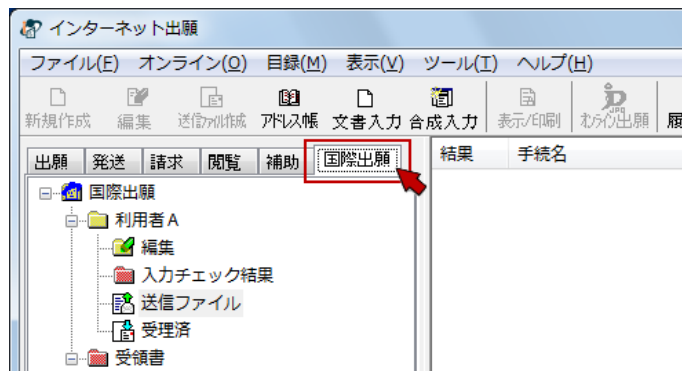 インターネット出願
ファイル(F) オンライン(O) 目録(M) 表示(V) ツール(T) ヘルプ(H)
新規作成 編集 送信ファイル作成 アドレス帳 文書入力 合成入力 表示/印刷 オンライン出願 履
出願 発送 請求 閲覧 補助 国際出願 結果 手続名
国際出願
利用者A
編集
入力チェック結果
送信ファイル
受理済
受領書